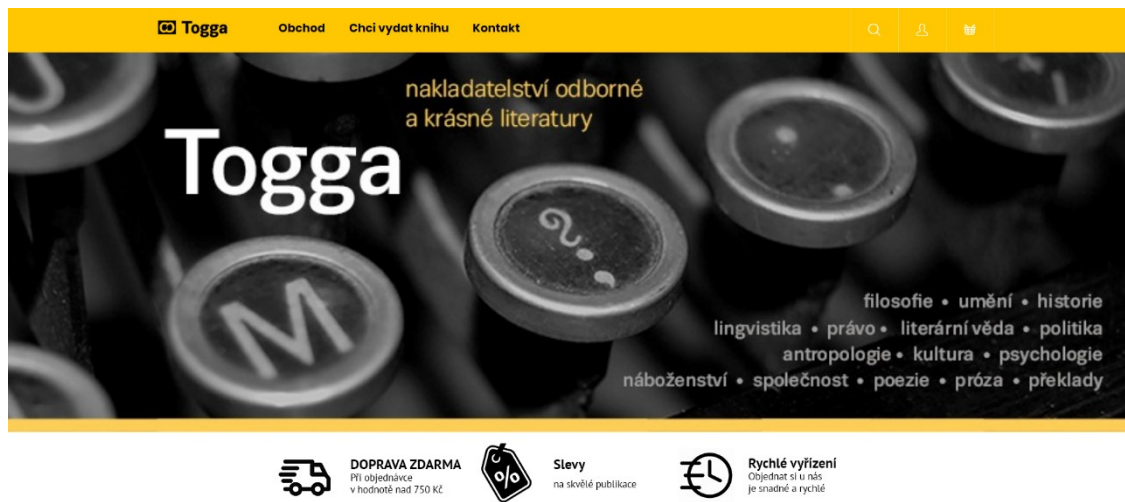 Togga
Obchod Chci vydat knihu Kontakt
nakladatelství odborné
a krásné literatury
Togga
M
?
filosofie • umění • historie
lingvistika • právo • literární věda • politika
antropologie • kultura • psychologie
náboženství • společnost • poezie • próza • překlady
DOPRAVA ZDARMA
Při objednávce
v hodnotě nad 750 Kč
%
Slevy
na skvělé publikace
Rychlé vyřízení
Objednat si u nás
je snadné a rychlé